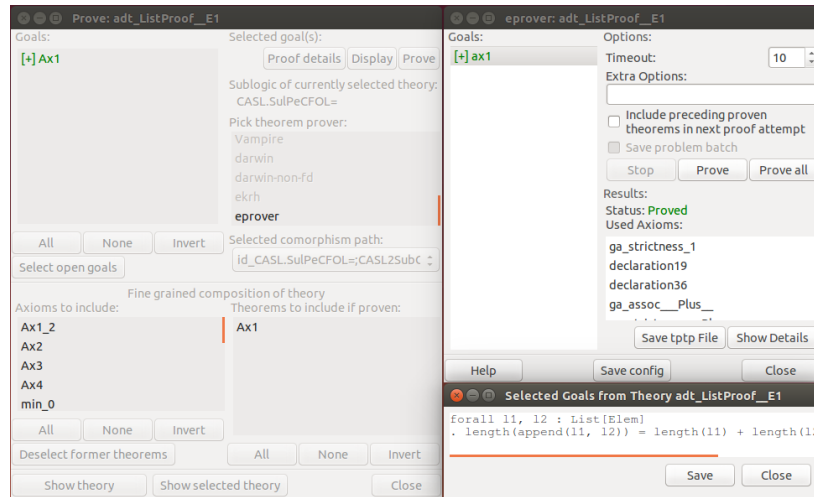 Prove: adt_ListProof__E1
Goals:
[+] Ax1
All None Invert
Select open goals
Selected goal(s):
Proof details Display Prove
Sublogic of currently selected theory:
CASL.SulPeCFOL=
Pick theorem prover:
Vampire
darwin
darwin-non-fd
ekrh
eprover
Selected comorphism path:
id_CASL.SulPeCFOL=;CASL2SubC
Fine grained composition of theory
Axioms to include:
Ax1_2
Ax2
Ax3
Ax4
min_0
All None Invert
Deselect former theorems
Theorems to include if proven:
Ax1
All None Invert
Show theory Show selected theory Close
eprover: adt_ListProof__E1
Goals:
[+] ax1
Options:
Timeout: 10
Extra Options:
Include preceding proven
theorems in next proof attempt
Save problem batch
Stop Prove Prove all
Results:
Status: Proved
Used Axioms:
ga_strictness_1
declaration19
declaration36
ga_assoc___Plus__
Save tptp File Show Details
Help Save config Close
Selected Goals from Theory adt_ListProof__E1
forall l1, l2 : List[Elem]
. length(append(l1, l2)) = length(l1) + length(l2
Save Close